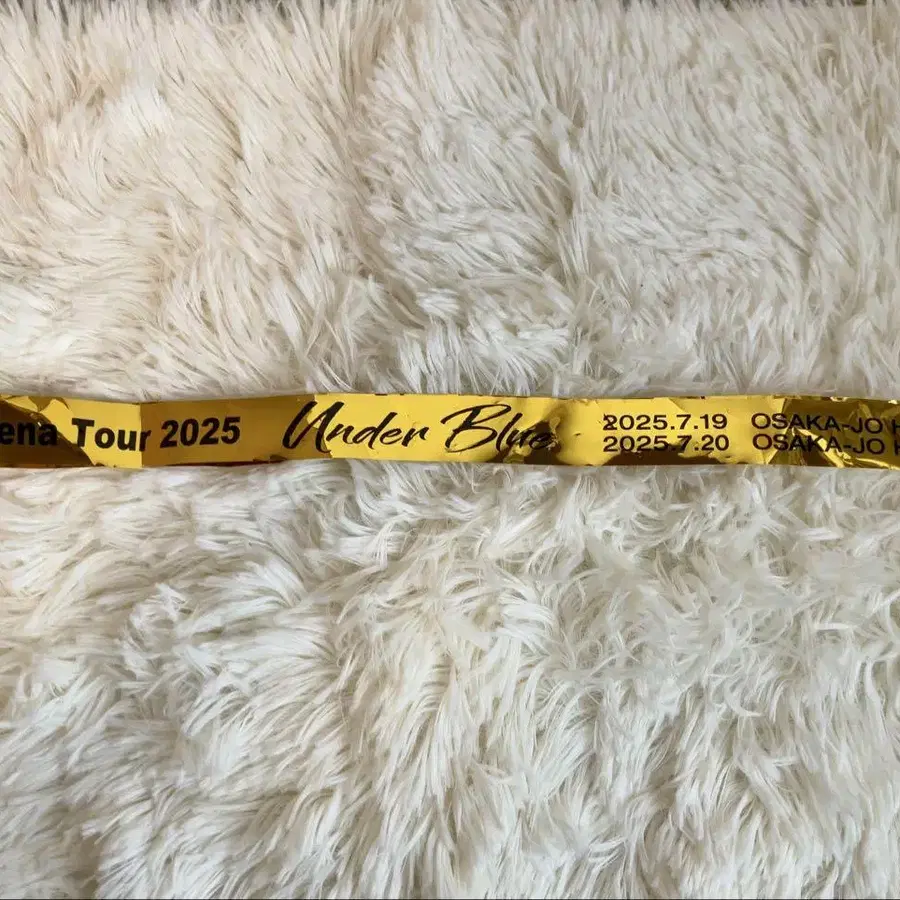 ena Tour 2025 Under Blue
2025.7.19 OSAKA-JO H
2025.7.20 OSAKA-JO H